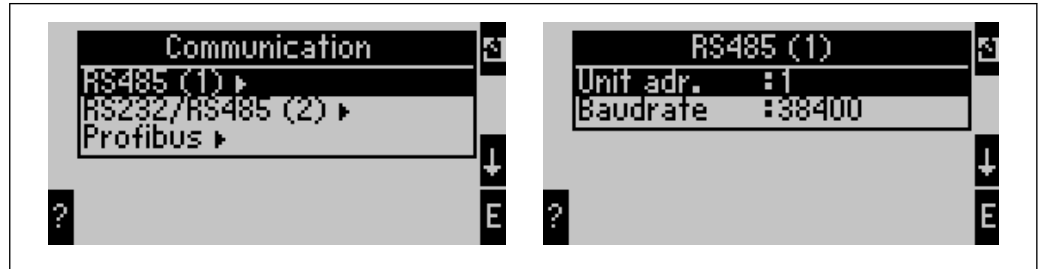 Communication
RS485 (1) ▸
RS232/RS485 (2) ▸
Profibus ▸
?
↓
E
RS485 (1)
Unit adr. :1
Baudrate :38400
?
↓
E